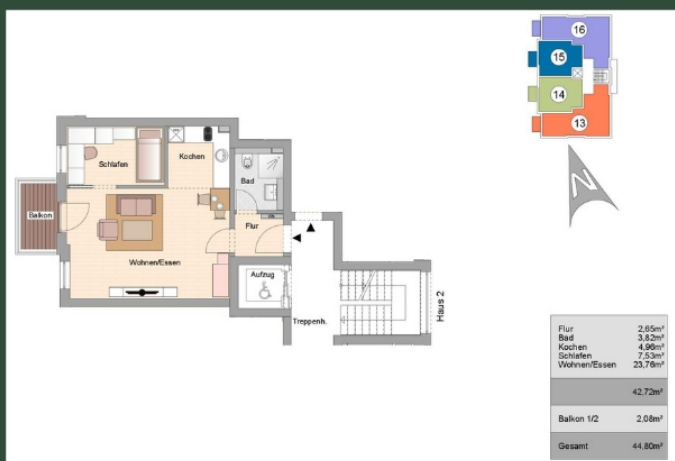 16
15
14
13
N
Schlafen
Kochen
Bad
Balkon
Flur
Wohnen/Essen
Aufzug
Treppenh.
Haus 2
Flur 2,65m²
Bad 3,82m²
Kochen 4,96m²
Schlafen 7,53m²
Wohnen/Essen 23,76m²
42,72m²
Balkon 1/2 2,08m²
Gesamt 44,80m²